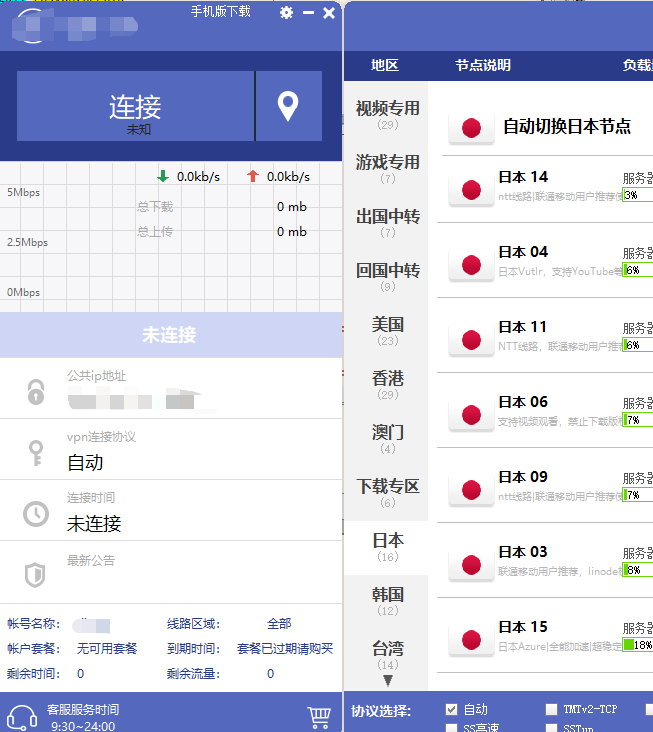 手机版下载
连接
未知
0.0kb/s 0.0kb/s
5Mbps
总下载 0 mb
总上传 0 mb
2.5Mbps
0Mbps
未连接
公共ip地址
vpn连接协议
自动
连接时间
未连接
最新公告
帐号名称: 线路区域: 全部
帐户套餐: 无可用套餐 到期时间: 套餐已过期请购买
剩余时间: 0 剩余流量: 0
客服服务时间
9:30~24:00
地区 节点说明 负载
视频专用
(29)
游戏专用
(7)
出国中转
(7)
回国中转
(9)
美国
(23)
香港
(29)
澳门
(4)
下载专区
(6)
日本
(16)
韩国
(12)
台湾
(14)
自动切换日本节点
日本 14 服务器
ntt线路|联通移动用户推荐使 3%
日本 04 服务器
日本Vutlr，支持YouTube等 6%
日本 11 服务器
NTT线路，联通移动用户推 6%
日本 06 服务器
支持视频观看，禁止下载版 7%
日本 09 服务器
ntt线路|联通移动用户推荐使 7%
日本 03 服务器
联通移动用户推荐，linode 8%
日本 15 服务器
日本Azure|全能加速|超稳定 18%
协议选择: 自动 TMTv2-TCP
SS高速 SSTup